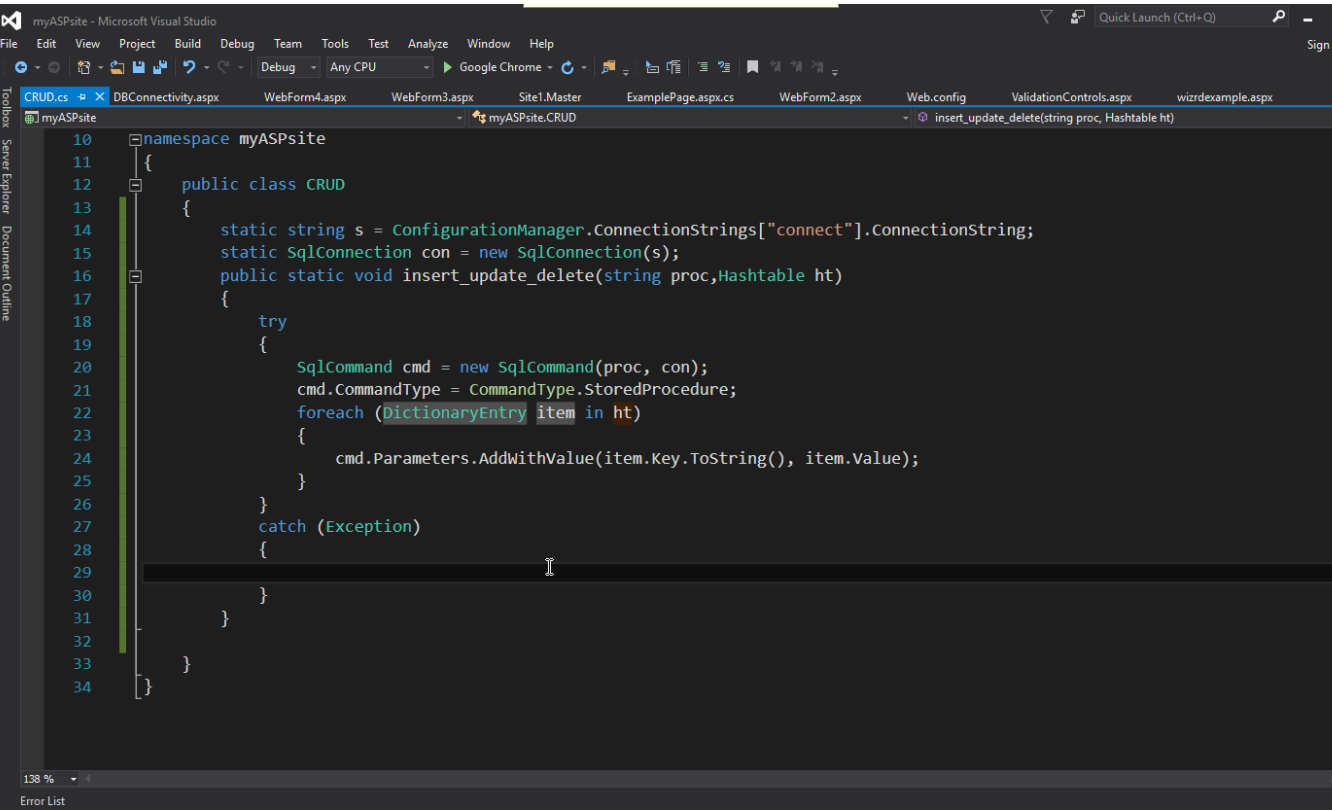 myASPsite - Microsoft Visual Studio
Quick Launch (Ctrl+Q)
File Edit View Project Build Debug Team Tools Test Analyze Window Help
Sign
Debug Any CPU Google Chrome
CRUD.cs DBConnectivity.aspx WebForm4.aspx WebForm3.aspx Site1.Master ExamplePage.aspx.cs WebForm2.aspx Web.config ValidationControls.aspx wizrdexample.aspx
myASPsite myASPsite.CRUD insert_update_delete(string proc, Hashtable ht)
Toolbox
Server Explorer
Document Outline
10 namespace myASPsite
11 {
12 public class CRUD
13 {
14 static string s = ConfigurationManager.ConnectionStrings["connect"].ConnectionString;
15 static SqlConnection con = new SqlConnection(s);
16 public static void insert_update_delete(string proc,Hashtable ht)
17 {
18 try
19 {
20 SqlCommand cmd = new SqlCommand(proc, con);
21 cmd.CommandType = CommandType.StoredProcedure;
22 foreach (DictionaryEntry item in ht)
23 {
24 cmd.Parameters.AddWithValue(item.Key.ToString(), item.Value);
25 }
26 }
27 catch (Exception)
28 {
29
30 }
31 }
32
33 }
34 }
138 %
Error List